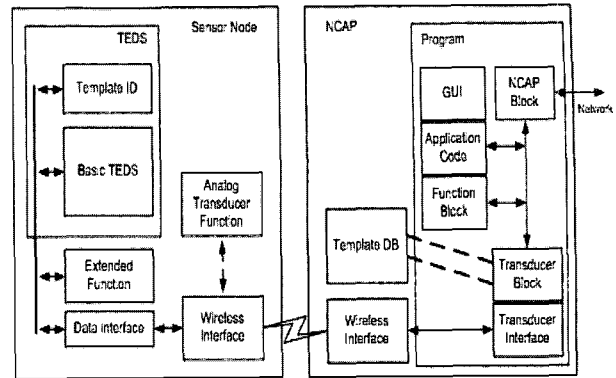 TEDS
Sensor Node
Template ID
Basic TEDS
Analog
Transducer
Function
Extended
Function
Data Interface
Wireless
Interface
NCAP
Program
GUI
NCAP
Block
Network
Application
Code
Function
Block
Template DB
Transducer
Block
Wireless
Interface
Transducer
Interface